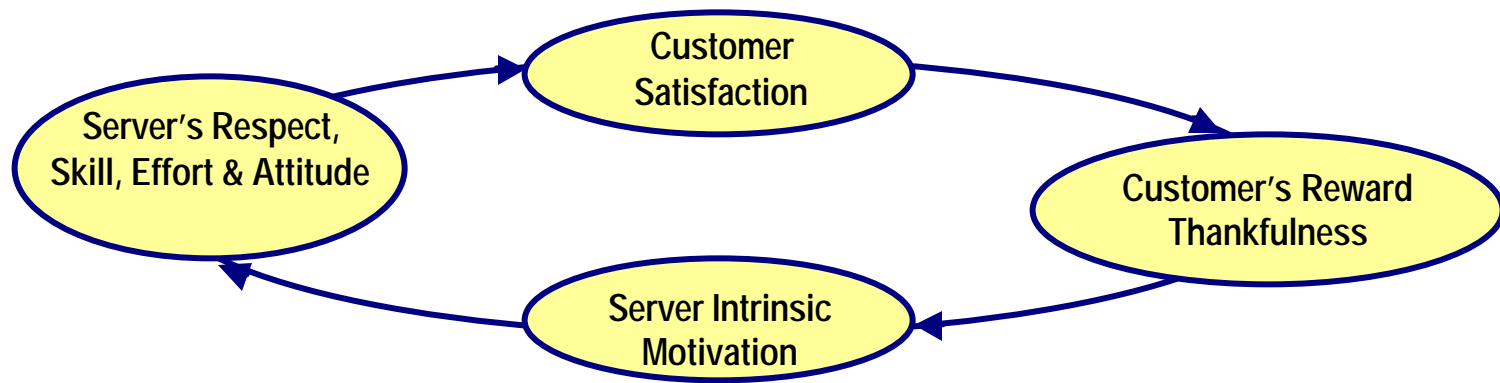 Customer
Satisfaction
Server's Respect,
Skill, Effort & Attitude
Customer's Reward
Thankfulness
Server Intrinsic
Motivation